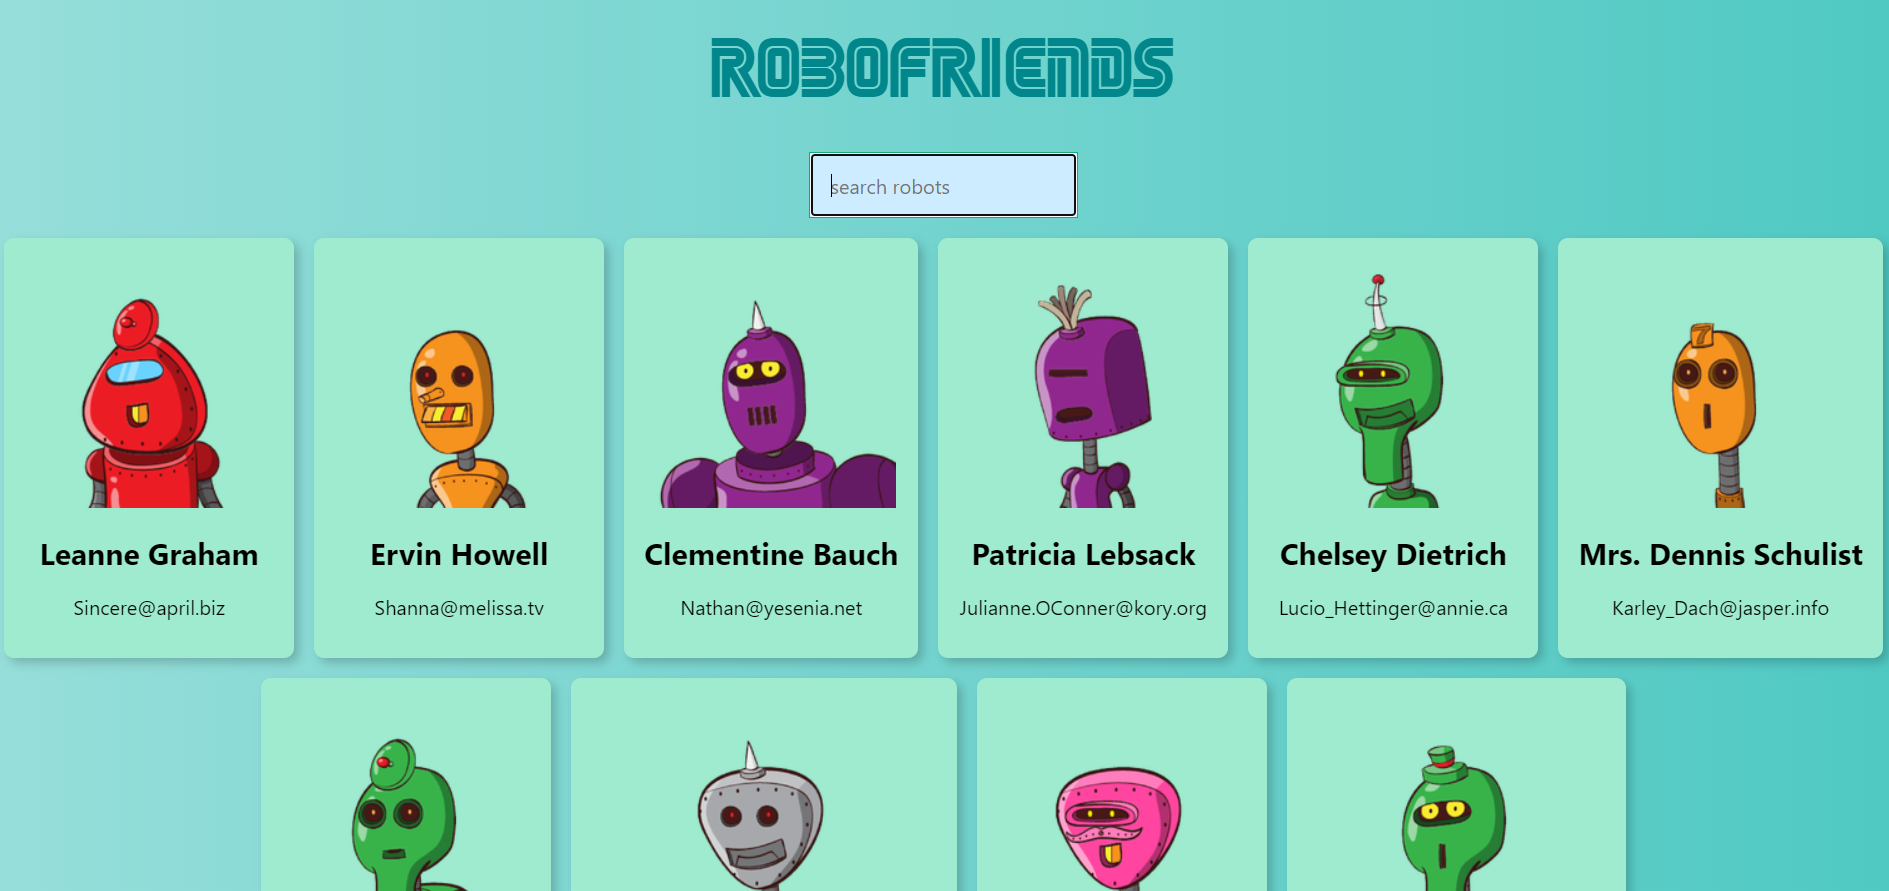 ROBOFRIENDS
search robots
7
Leanne Graham
Ervin Howell
Clementine Bauch
Patricia Lebsack
Chelsey Dietrich
Mrs. Dennis Schulist
Sincere@april.biz
Shanna@melissa.tv
Nathan@yesenia.net
Julianne.OConner@kory.org
Lucio_Hettinger@annie.ca
Karley_Dach@jasper.info